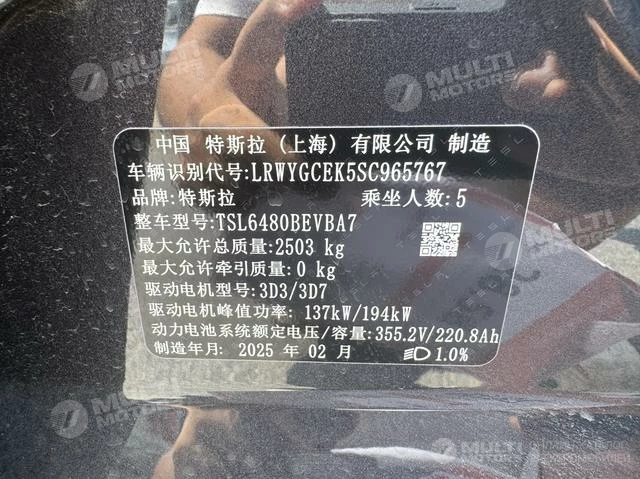 中国 特斯拉 (上海) 有限公司 制造
车辆识别代号:LRWYGCEK5SC965767
品牌:特斯拉 乘坐人数:5
整车型号:TSL6480BEVBA7
最大允许总质量:2503 kg
最大允许牵引质量:0 kg
驱动电机型号:3D3/3D7
驱动电机峰值功率: 137kW/194kW
动力电池系统额定电压/容量:355.2V/220.8Ah
制造年月: 2025 年 02 月 1.0%
MULTI MOTORS
MULTI MOTORS
MULTI MOTORS
MULTI MOTORS